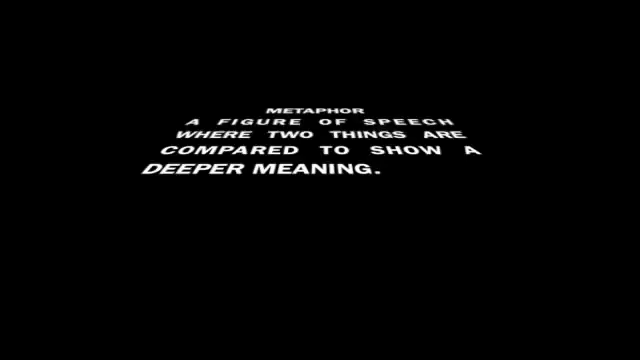 METAPHOR
A FIGURE OF SPEECH
WHERE TWO THINGS ARE
COMPARED TO SHOW A
DEEPER MEANING.